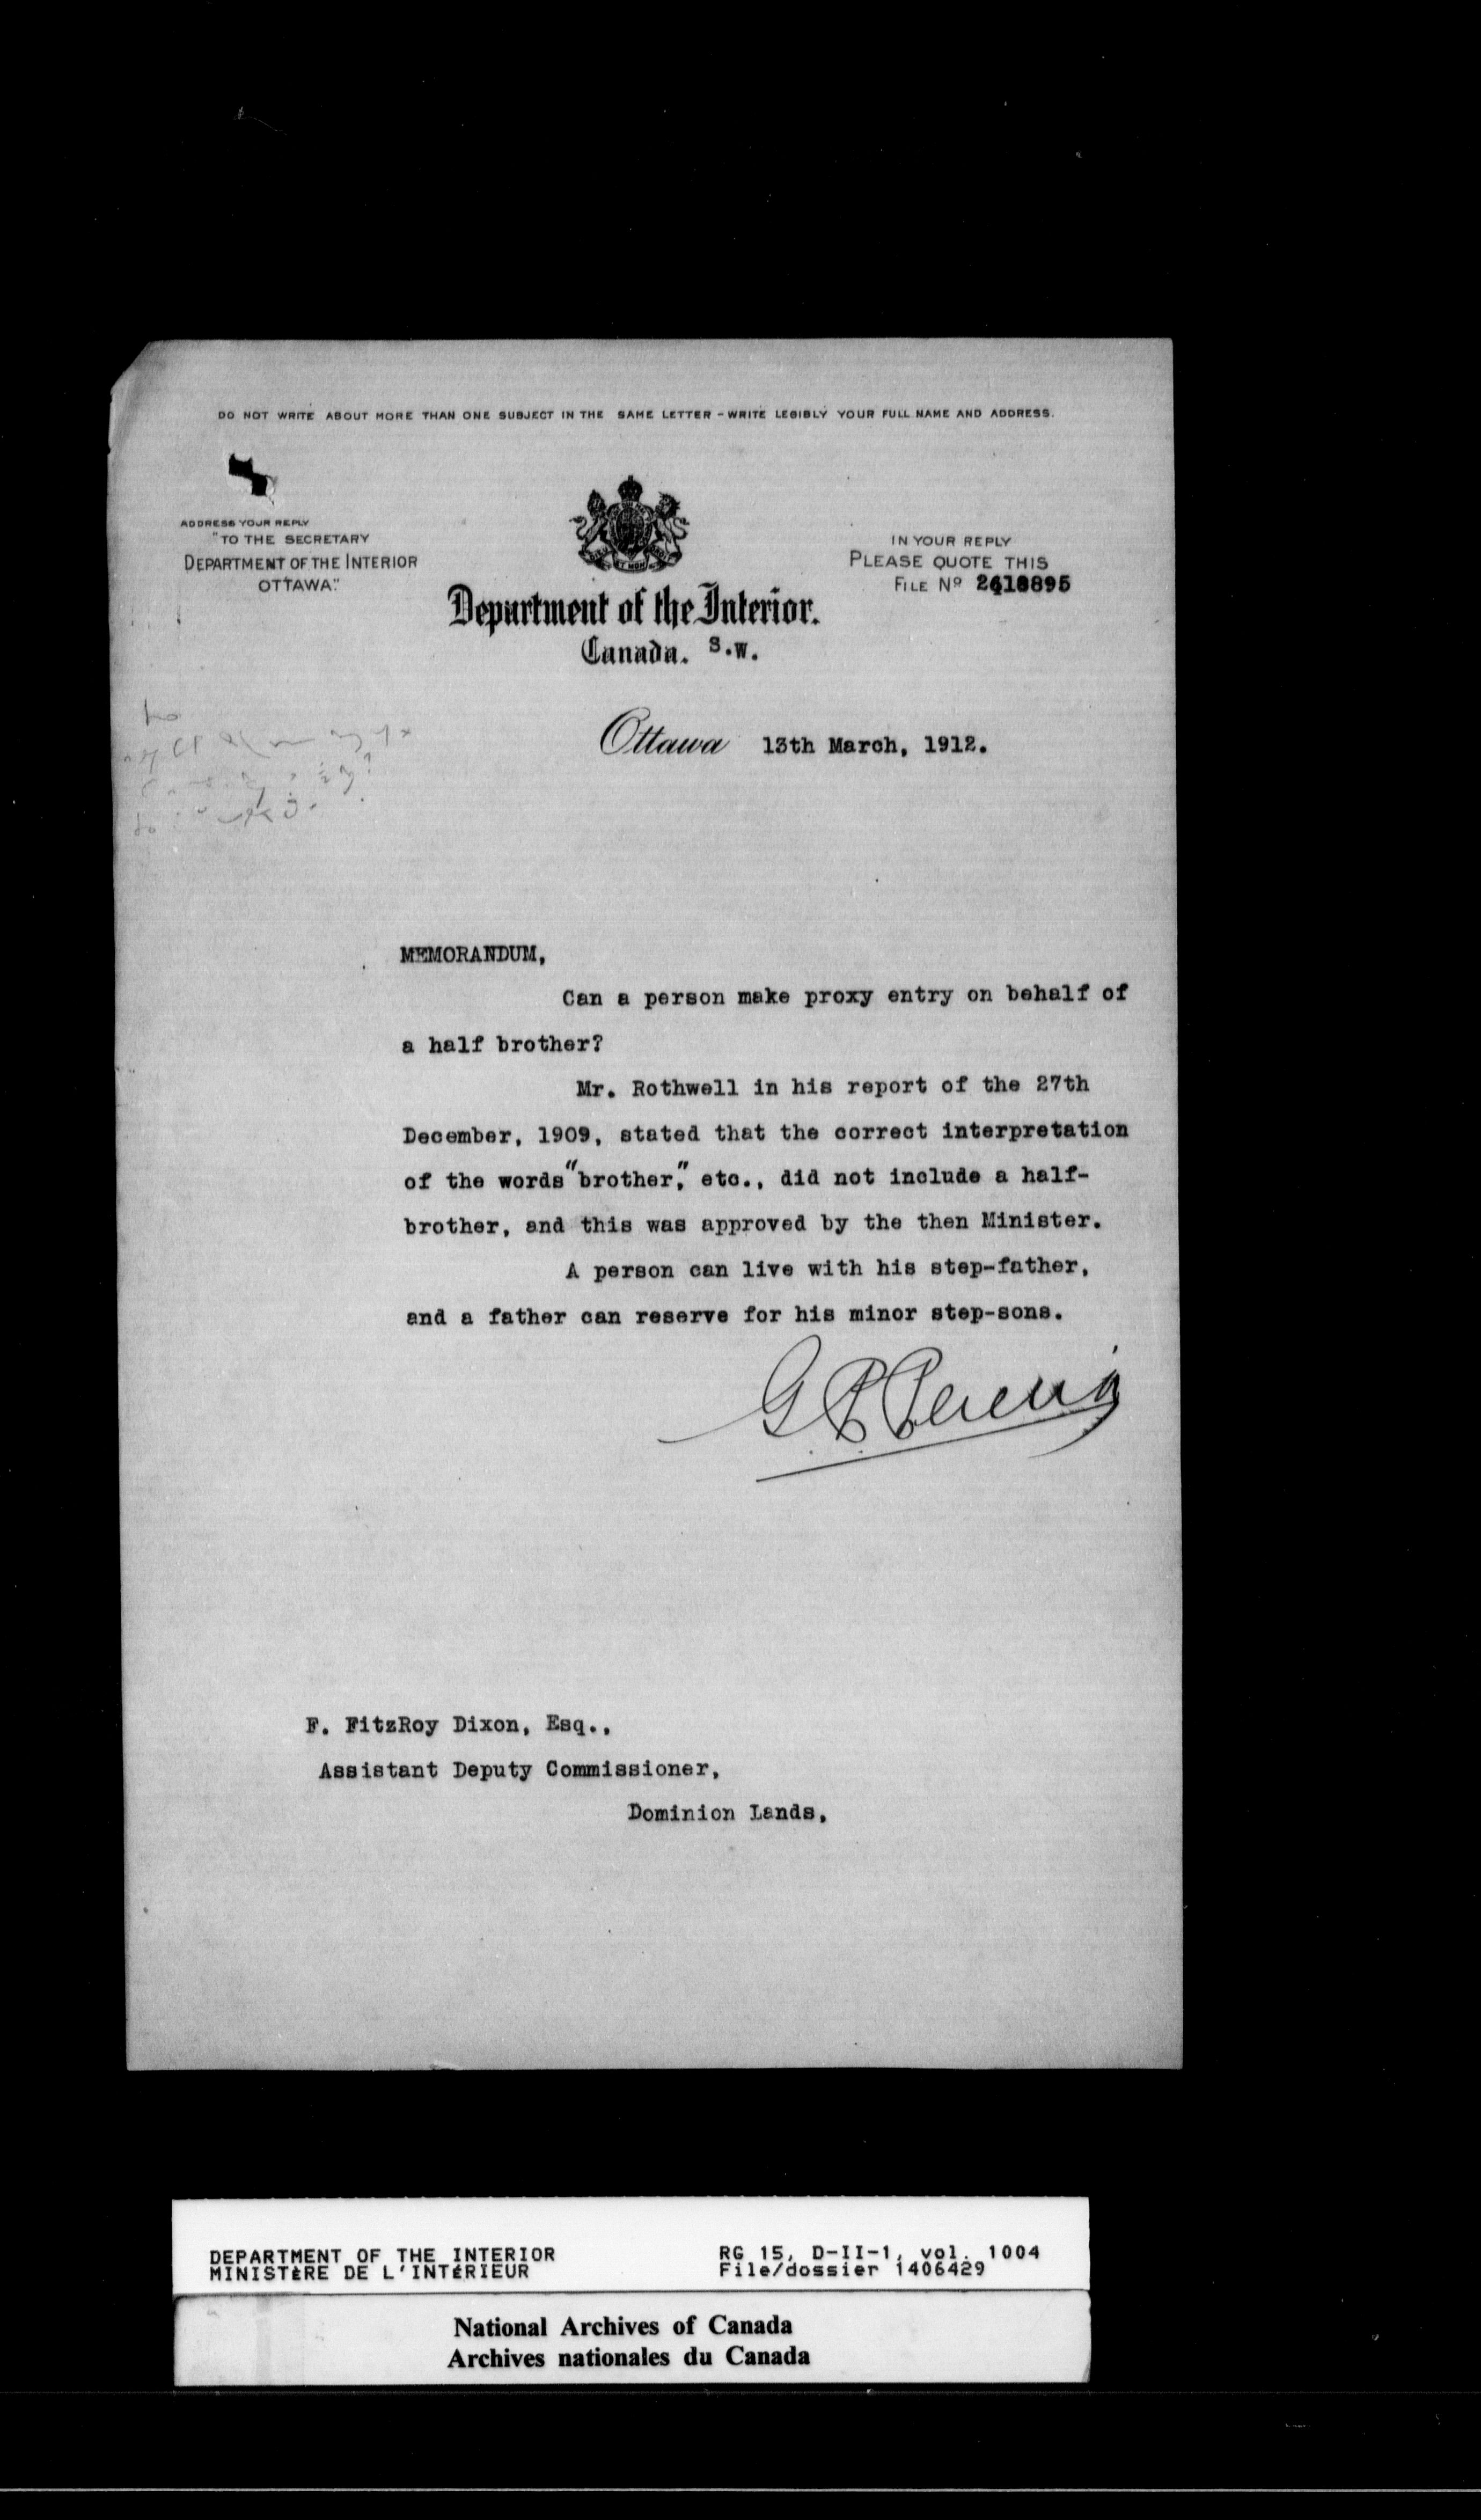 DO NOT WRITE ABOUT MORE THAN ONE SUBJECT IN THE SAME LETTER – WRITE LEGIBLY YOUR FULL NAME AND ADDRESS.
ADDRESS YOUR REPLY
"TO THE SECRETARY
DEPARTMENT OF THE INTERIOR
OTTAWA."
IN YOUR REPLY
PLEASE QUOTE THIS
FILE No
Department of the Interior.
Canada. S.W.
Ottawa 13th March, 1912.
MEMORANDUM,
Can a person make proxy entry on behalf of
a half brother?
Mr. Rothwell in his report of the 27th
December, 1909, stated that the correct interpretation
of the words "brother," etc., did not include a half-
brother, and this was approved by the then Minister.
A person can live with his step-father,
and a father can reserve for his minor step-sons.
F. FitzRoy Dixon, Esq.,
Assistant Deputy Commissioner,
Dominion Lands,
DEPARTMENT OF THE INTERIOR
MINISTÈRE DE L'INTÉRIEUR
RG 15, D-II-1, vol. 1004
File/dossier 1406429
National Archives of Canada
Archives nationales du Canada